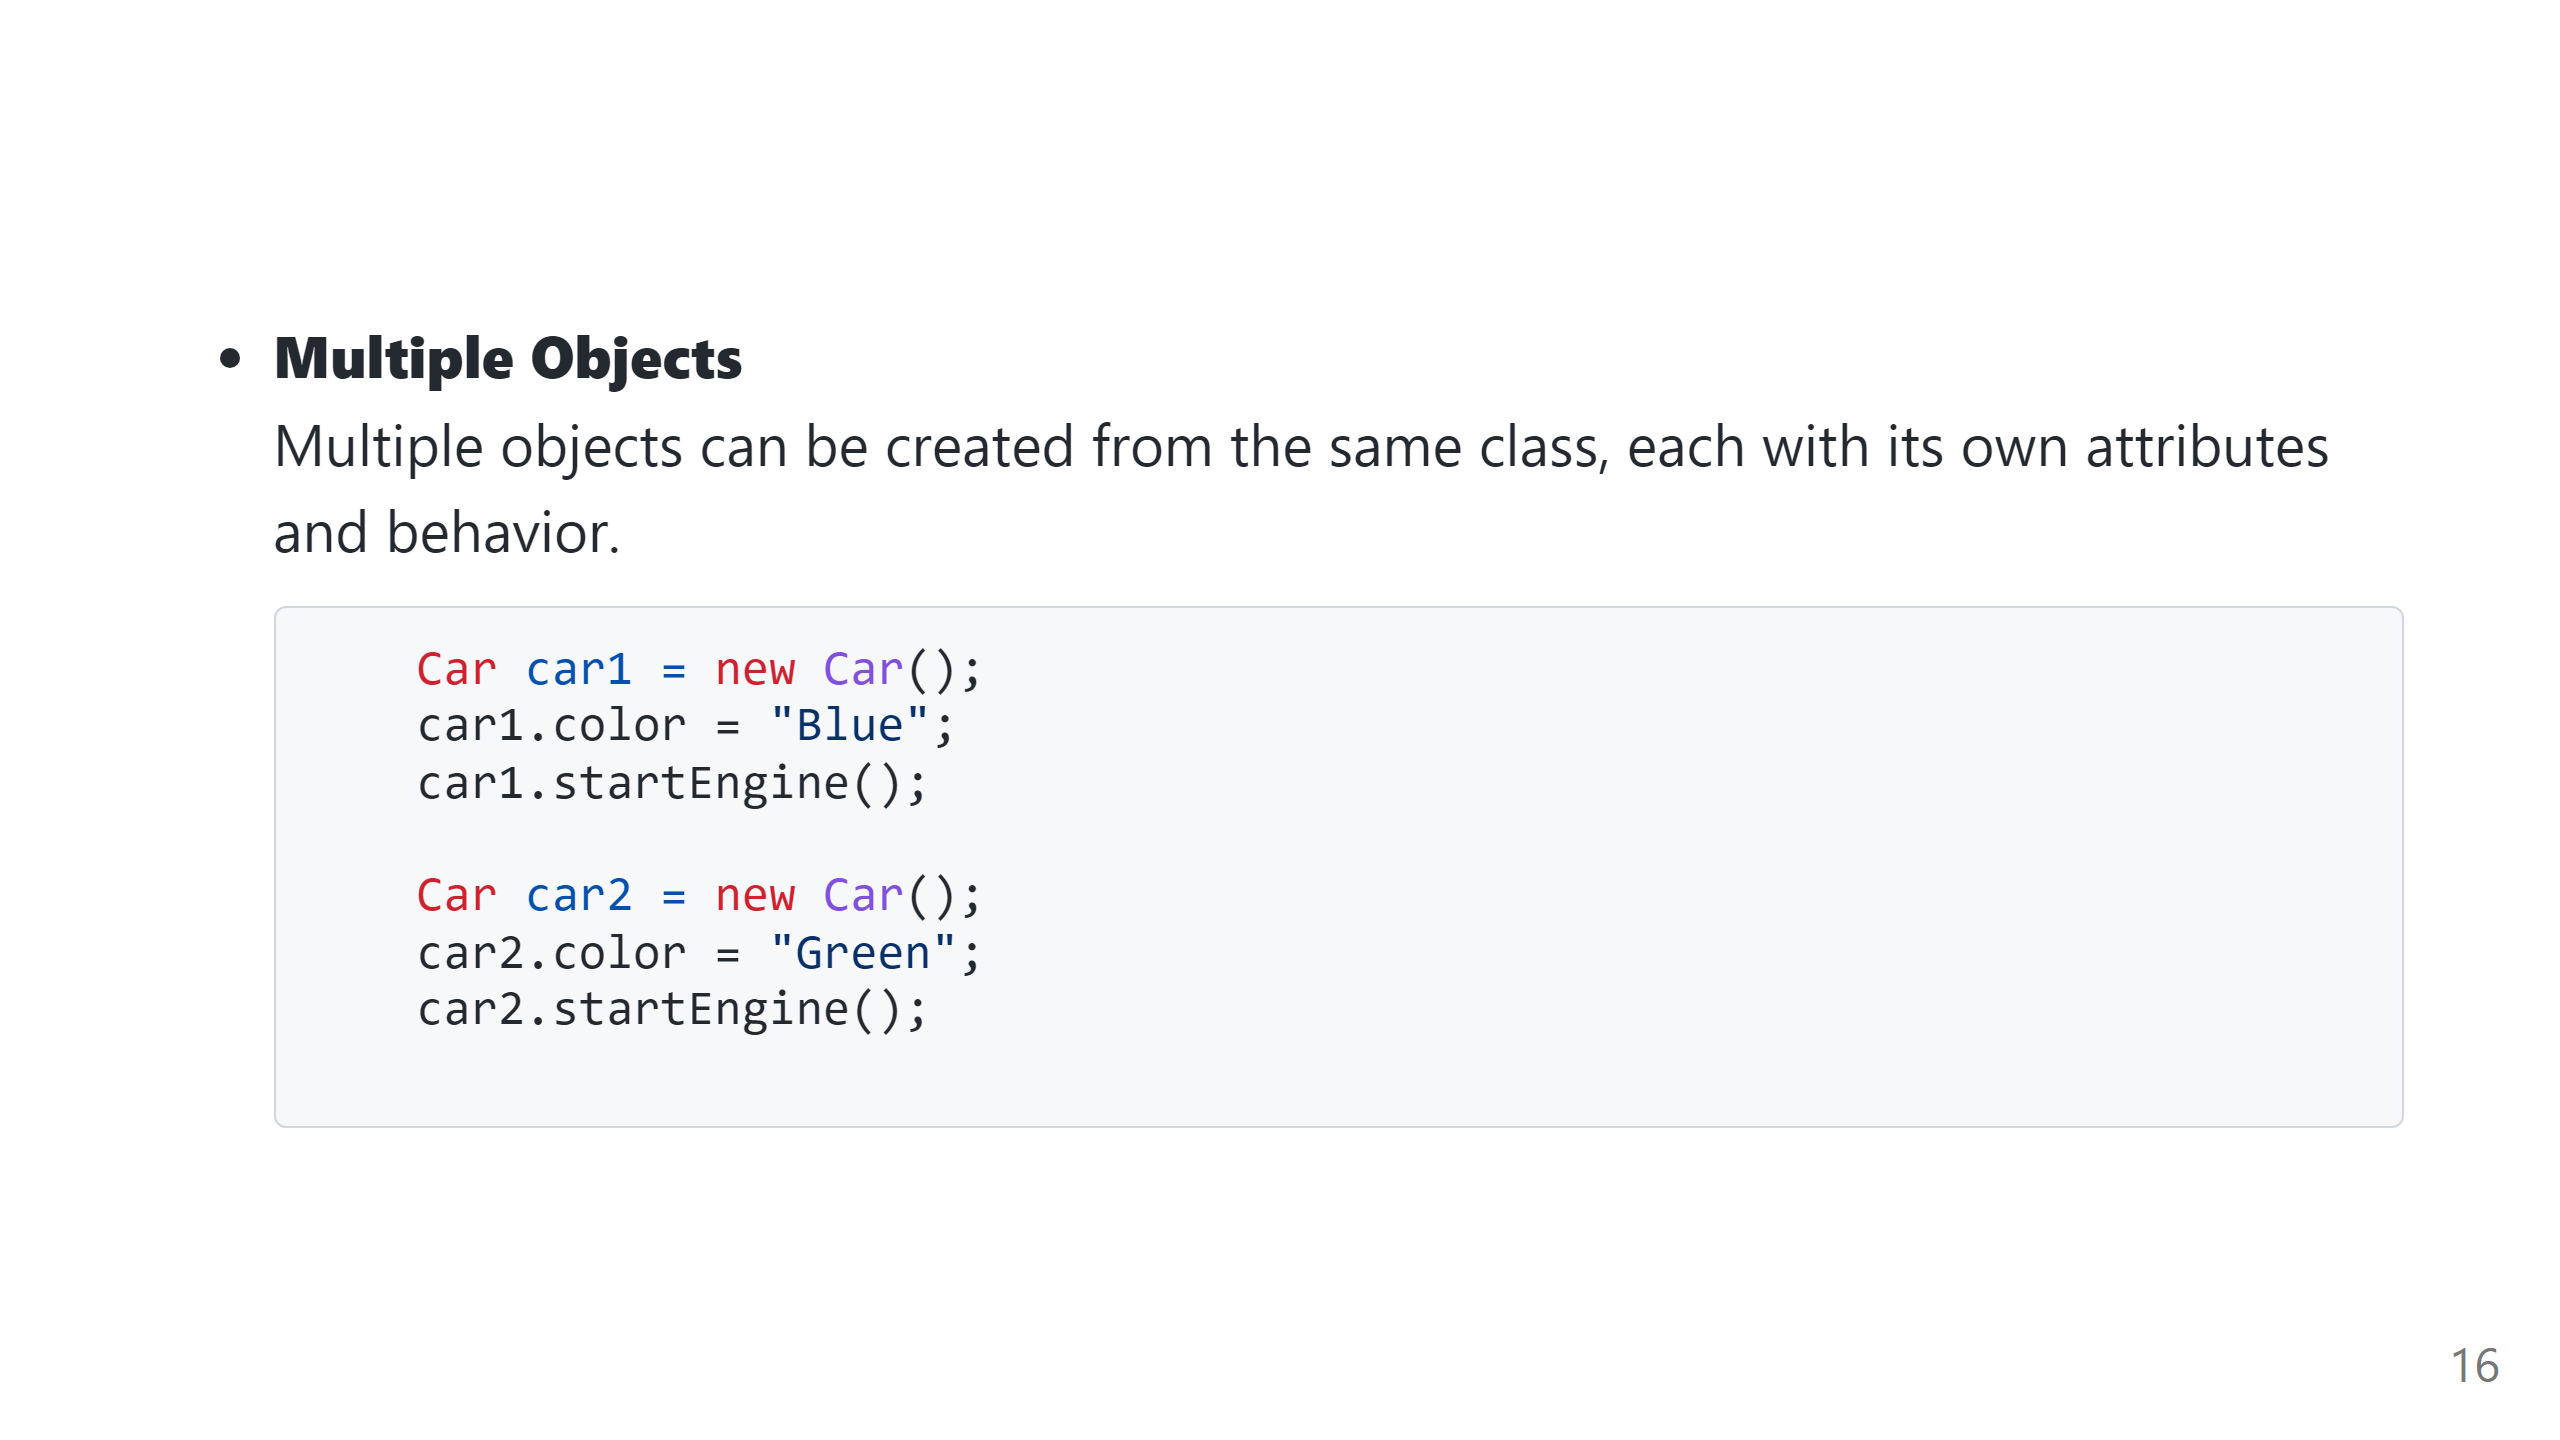 • Multiple Objects
Multiple objects can be created from the same class, each with its own attributes
and behavior.
Car car1 = new Car();
car1.color = "Blue";
car1.startEngine();
Car car2 = new Car();
car2.color = "Green";
car2.startEngine();
16